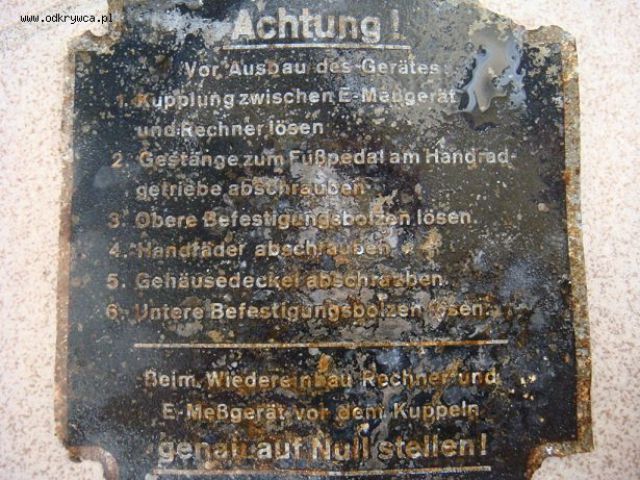 www.odkrywca.pl
Achtung!
Vor Ausbau des Gerätes:
1. Kupplung zwischen E-Meßgerät
und Rechner lösen
2. Gestänge zum Fußpedal am Handrad-
getriebe abschrauben
3. Obere Befestigungsbolzen lösen.
4. Handräder abschrauben.
5. Gehäusedeckel abschrauben.
6. Untere Befestigungsbolzen lösen.
Beim Wiedereinbau Rechner und
E-Meßgerät vor dem Kuppeln
genau auf Null stellen!